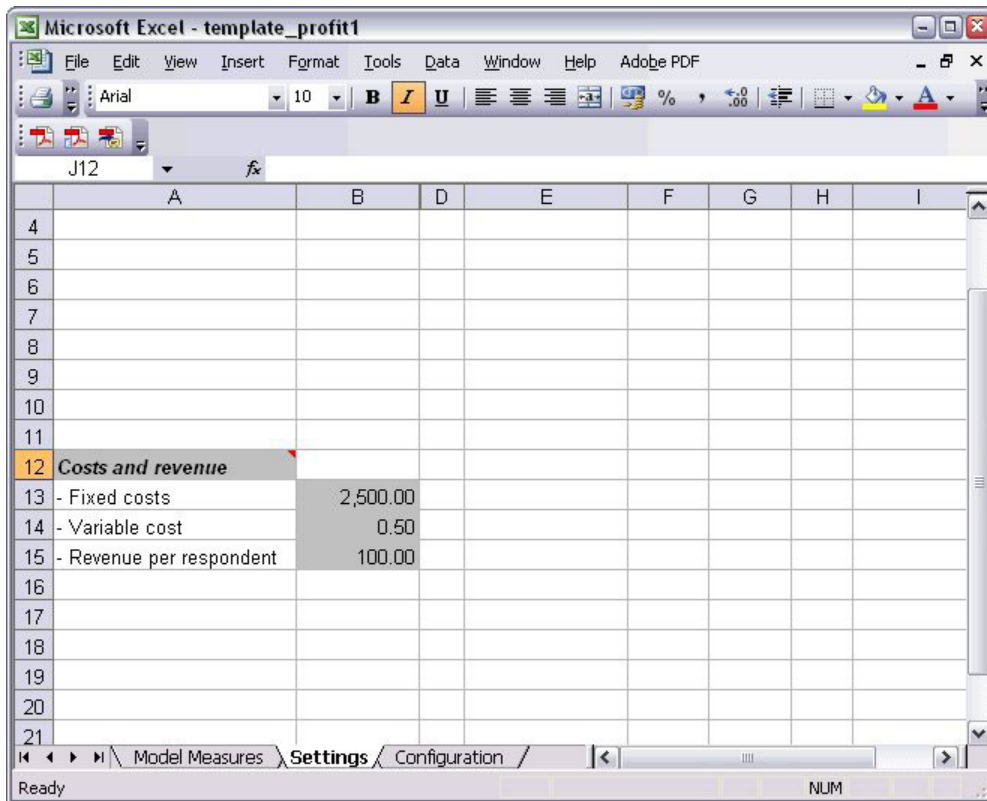 Microsoft Excel - template_profit1
File Edit View Insert Format Tools Data Window Help Adobe PDF
Arial 10 B I U % , .00 A
J12 fx
A B D E F G H I
4
5
6
7
8
9
10
11
12 Costs and revenue
13 - Fixed costs 2,500.00
14 - Variable cost 0.50
15 - Revenue per respondent 100.00
16
17
18
19
20
21
Model Measures Settings Configuration
Ready NUM